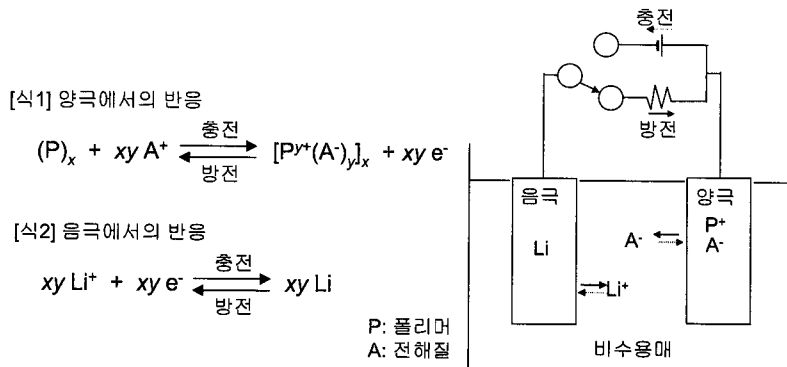 [식1] 양극에서의 반응
(P)x + xy A+ 충전 방전 [Py+(A-)y]x + xy e-
[식2] 음극에서의 반응
xy Li+ + xy e- 충전 방전 xy Li
충전
방전
음극
양극
Li
P+
A-
A-
Li+
P: 폴리머
A: 전해질
비수용매